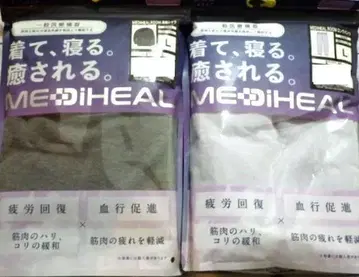 一般医療機器
着て、寝る。
癒される。
MEDiHEAL
疲労回復
×
血行促進
筋肉のハリ、
コリの緩和
筋肉の疲れを軽減
L
一般医療機器
着て、寝る。
癒される。
MEDiHEAL
疲労回復
×
血行促進
筋肉のハリ、
コリの緩和
筋肉の疲れを軽減
L